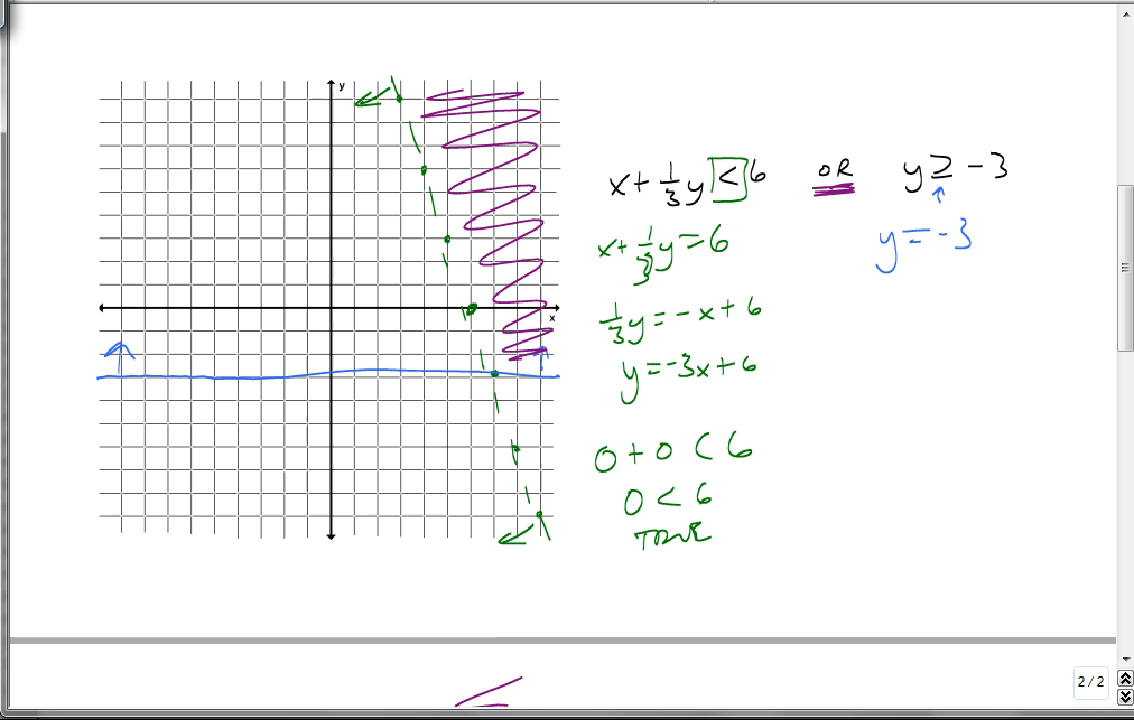 y
x
x + 1/3 y < 6 OR y ≥ -3
x + 1/3 y = 6
y = -3
1/3 y = -x + 6
y = -3x + 6
0 + 0 < 6
0 < 6
TRUE
2/2